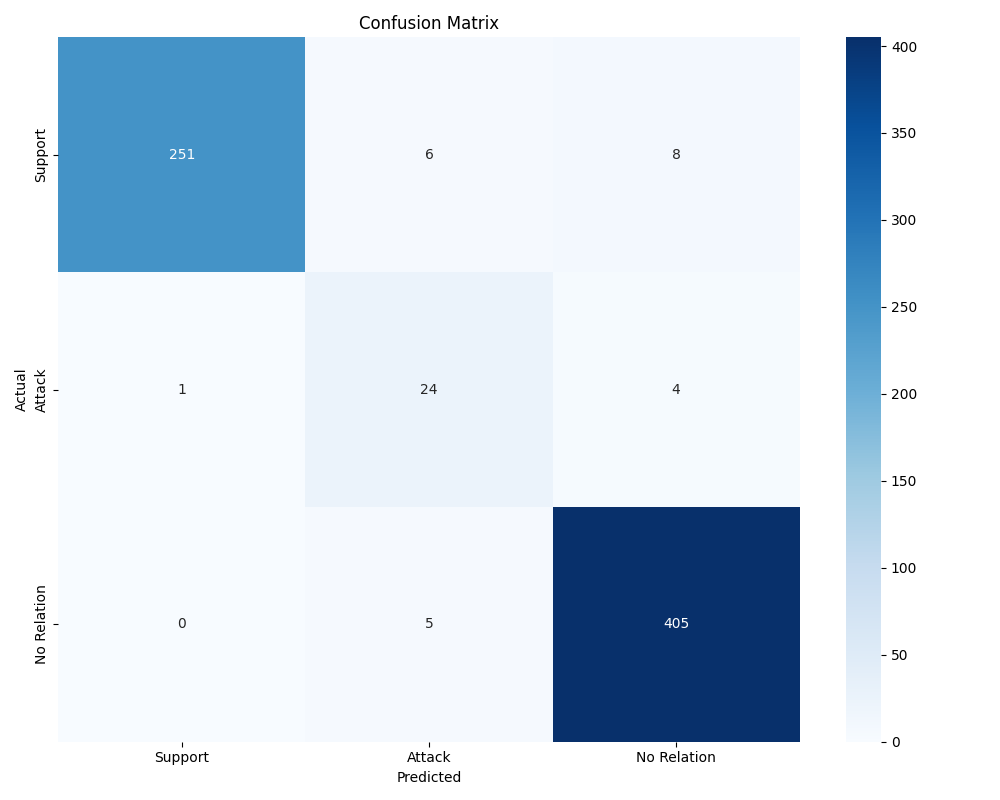 Confusion Matrix
Actual
Support
251
6
8
Attack
1
24
4
No Relation
0
5
405
Support
Attack
No Relation
Predicted
400
350
300
250
200
150
100
50
0